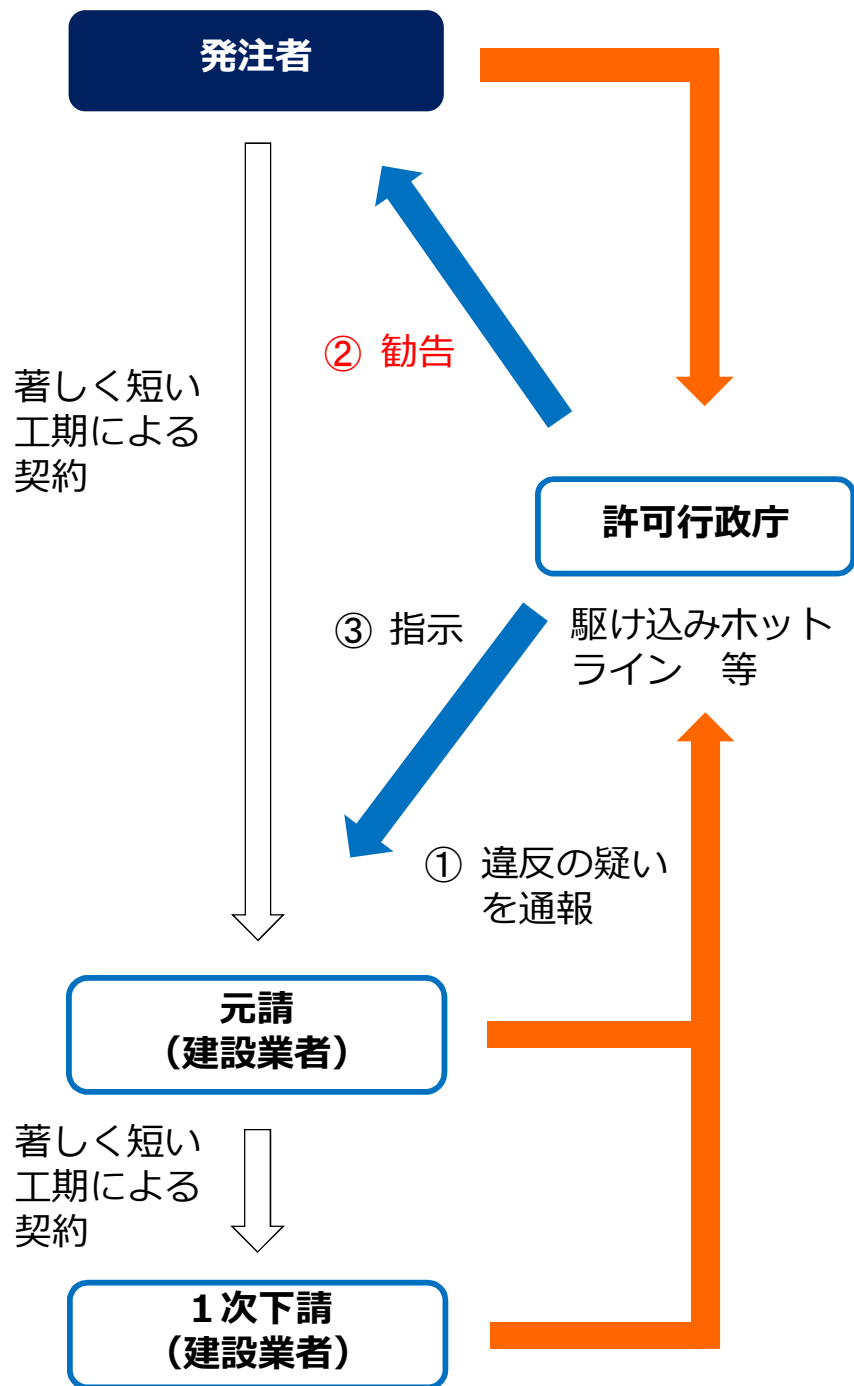 発注者
② 勧告
著しく短い
工期による
契約
許可行政庁
③ 指示
駆け込みホット
ライン　等
① 違反の疑い
を通報
元請
（建設業者）
著しく短い
工期による
契約
１次下請
（建設業者）